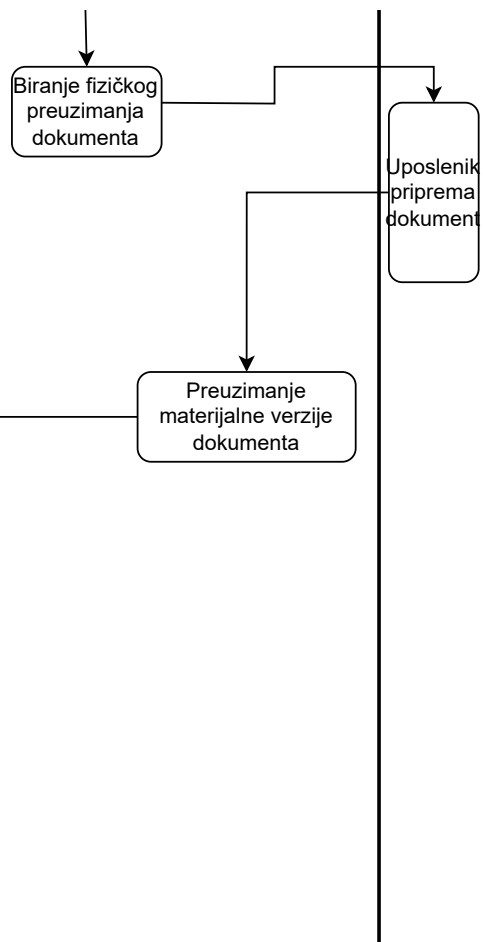 Biranje fizičkog
preuzimanja
dokumenta
Uposlenik
priprema
dokument
Preuzimanje
materijalne verzije
dokumenta